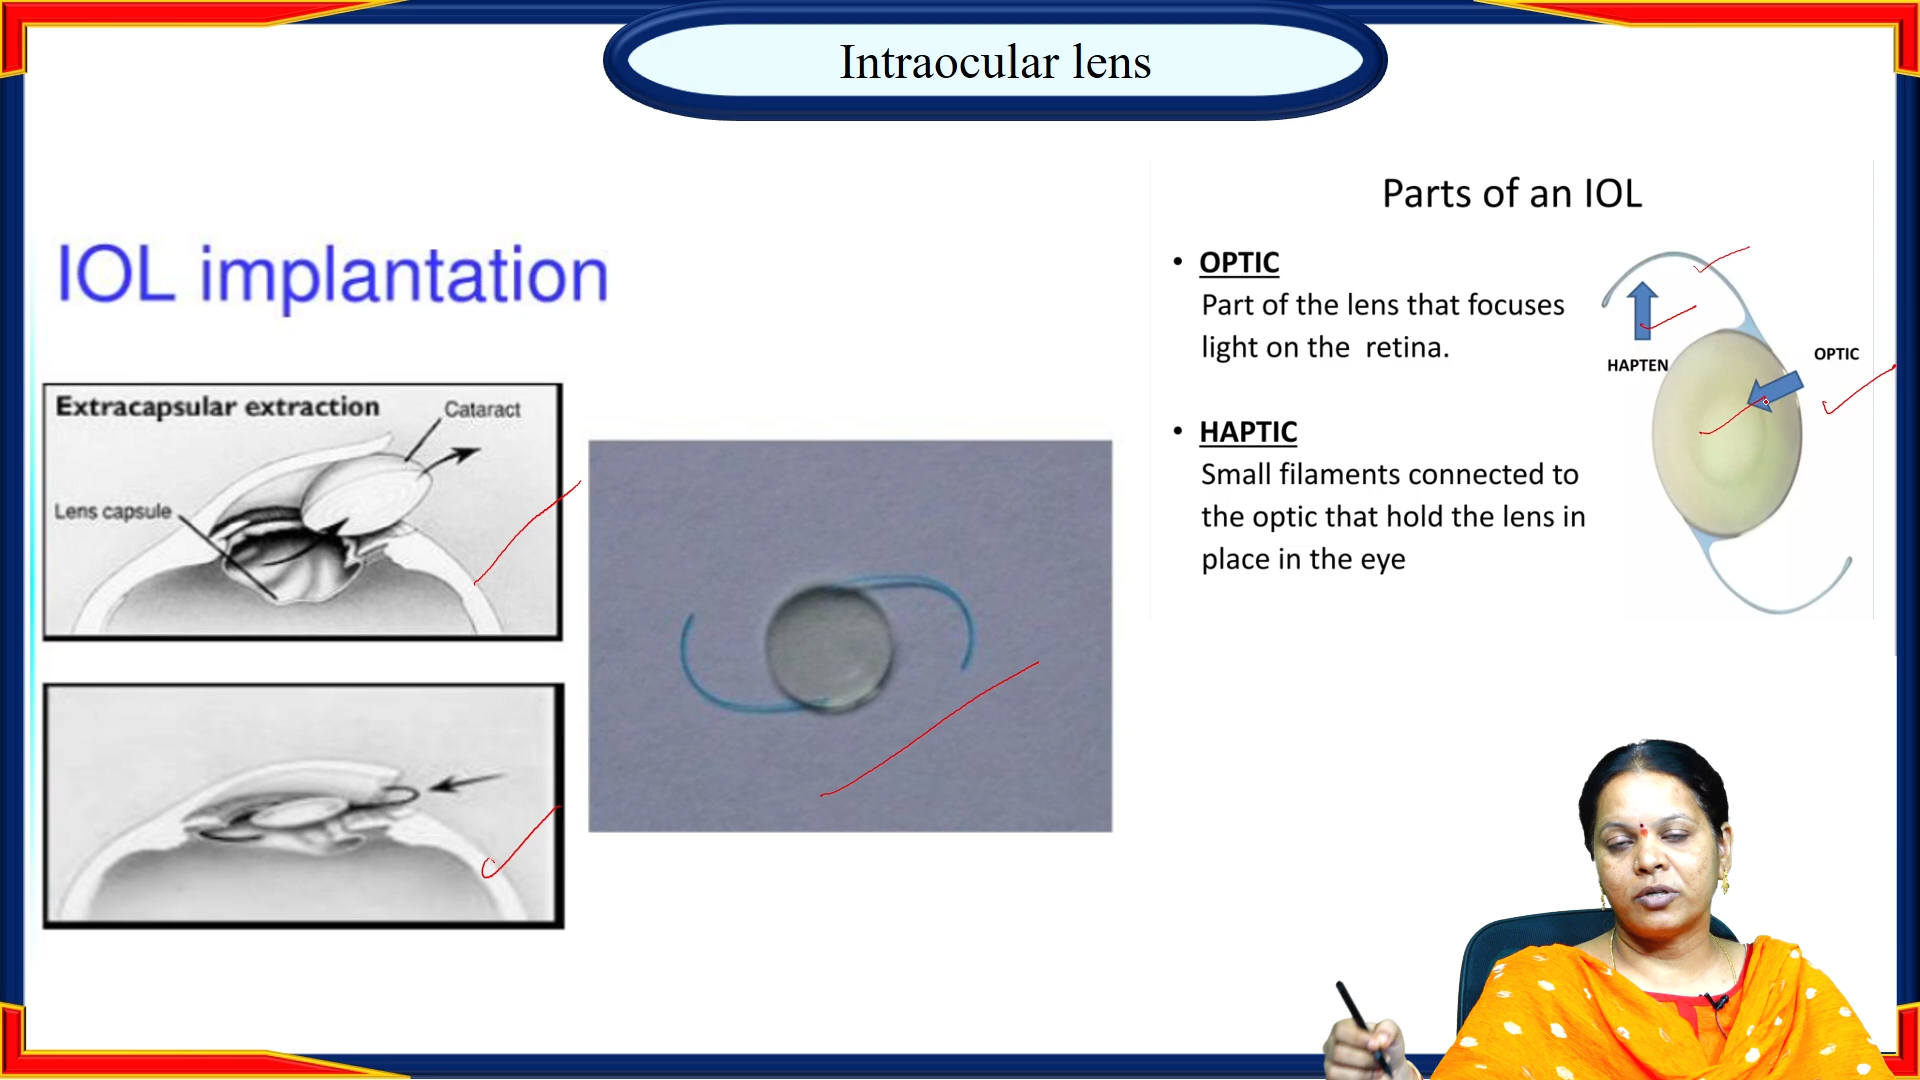 Intraocular lens
IOL implantation
Extracapsular extraction
Cataract
Lens capsule
Parts of an IOL
• OPTIC
Part of the lens that focuses
light on the retina.
• HAPTIC
Small filaments connected to
the optic that hold the lens in
place in the eye
HAPTEN
OPTIC